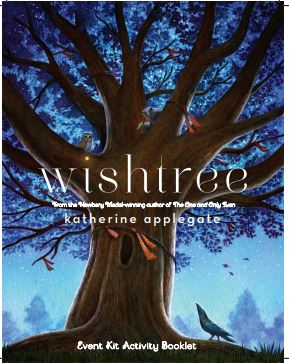 wishtree
From the Newbery Medal-winning author of The One and Only Ivan
katherine applegate
Event Kit Activity Booklet